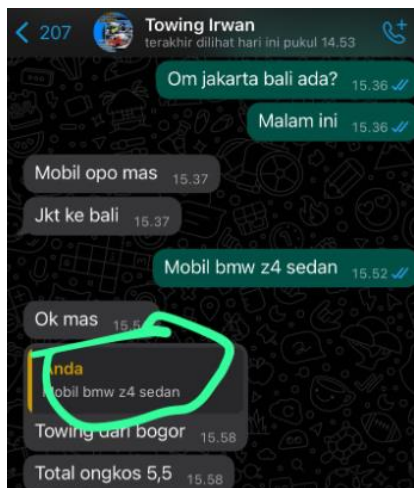 207
Towing Irwan
terakhir dilihat hari ini pukul 14.53
Om jakarta bali ada? 15.36
Malam ini 15.36
Mobil opo mas 15.37
Jkt ke bali 15.37
Mobil bmw z4 sedan 15.52
Ok mas
Anda
Mobil bmw z4 sedan
Towing dari bogor 15.58
Total ongkos 5,5 15.58